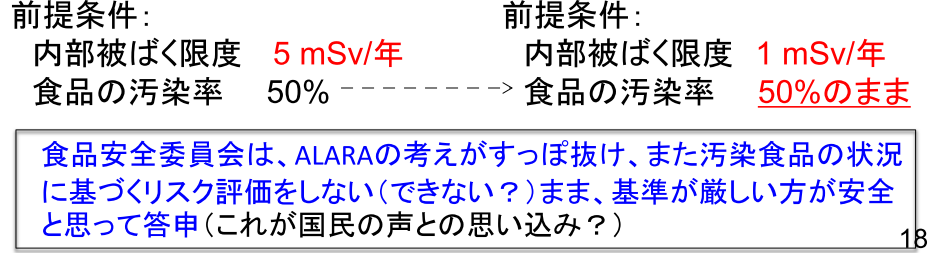 前提条件: 前提条件:
内部被ばく限度 5 mSv/年 内部被ばく限度 1 mSv/年
食品の汚染率 50% 食品の汚染率 50%のまま
食品安全委員会は、ALARAの考えがすっぽ抜け、また汚染食品の状況
に基づくリスク評価をしない(できない?)まま、基準が厳しい方が安全
と思って答申(これが国民の声との思い込み?)
18